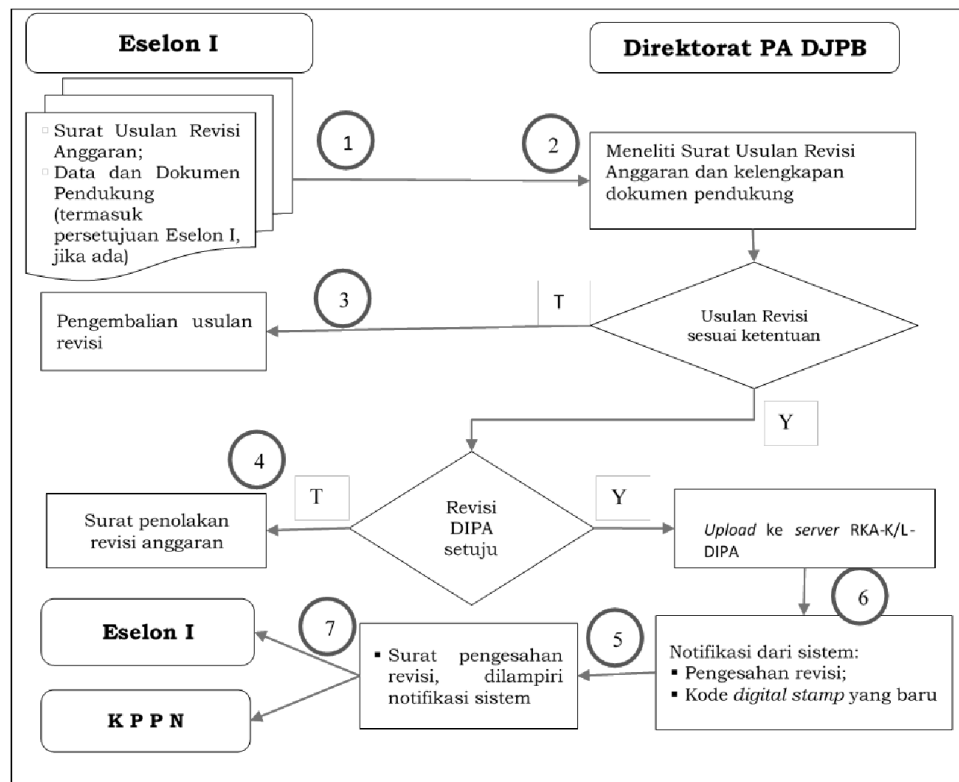 Eselon I
Direktorat PA DJPB
▫ Surat Usulan Revisi
Anggaran;
▫ Data dan Dokumen
Pendukung
(termasuk
persetujuan Eselon I,
jika ada)
1
2
Meneliti Surat Usulan Revisi
Anggaran dan kelengkapan
dokumen pendukung
3
T
Pengembalian usulan
revisi
Usulan Revisi
sesuai ketentuan
Y
4
T
Surat penolakan
revisi anggaran
Revisi
DIPA
setuju
Y
Upload ke server RKA-K/L-
DIPA
6
Notifikasi dari sistem:
▪ Pengesahan revisi;
▪ Kode digital stamp yang baru
5
▪ Surat pengesahan
revisi, dilampiri
notifikasi sistem
7
Eselon I
K P P N